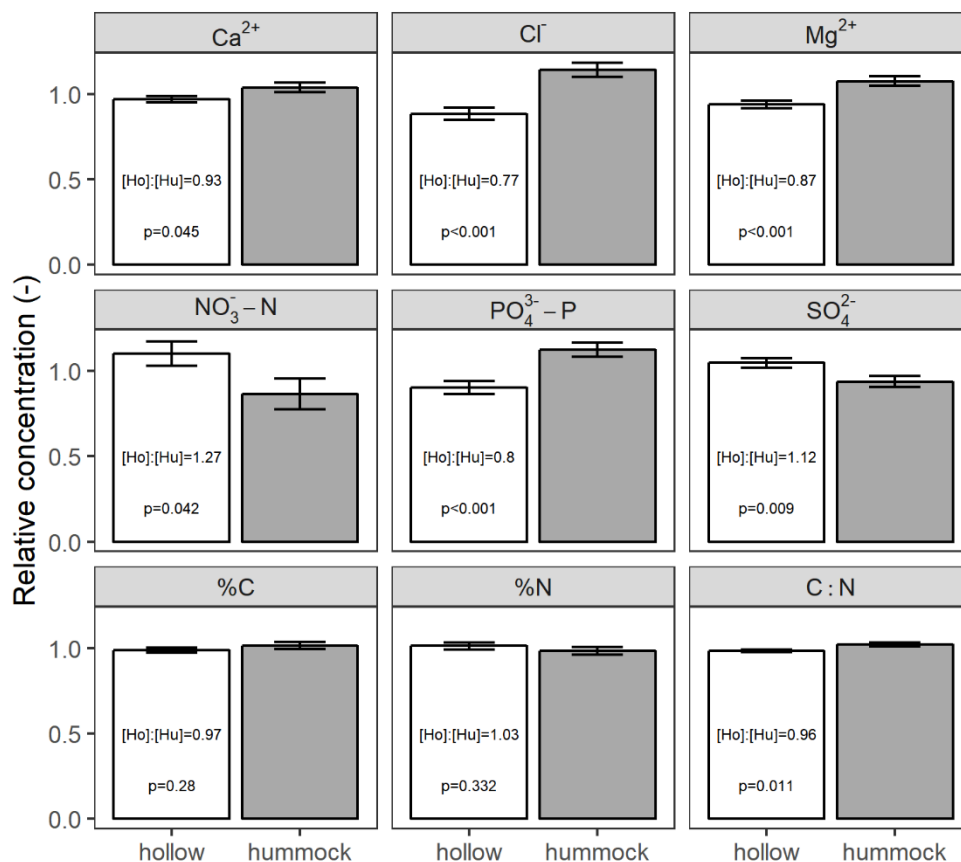 Ca²⁺ Cl⁻ Mg²⁺
1.0
0.5
0.0
[Ho]:[Hu]=0.93 [Ho]:[Hu]=0.77 [Ho]:[Hu]=0.87
p=0.045 p<0.001 p<0.001
Relative concentration (-)
NO₃⁻ – N PO₄³⁻ – P SO₄²⁻
1.0
0.5
0.0
[Ho]:[Hu]=1.27 [Ho]:[Hu]=0.8 [Ho]:[Hu]=1.12
p=0.042 p<0.001 p=0.009
%C %N C : N
1.0
0.5
0.0
[Ho]:[Hu]=0.97 [Ho]:[Hu]=1.03 [Ho]:[Hu]=0.96
p=0.28 p=0.332 p=0.011
hollow hummock hollow hummock hollow hummock